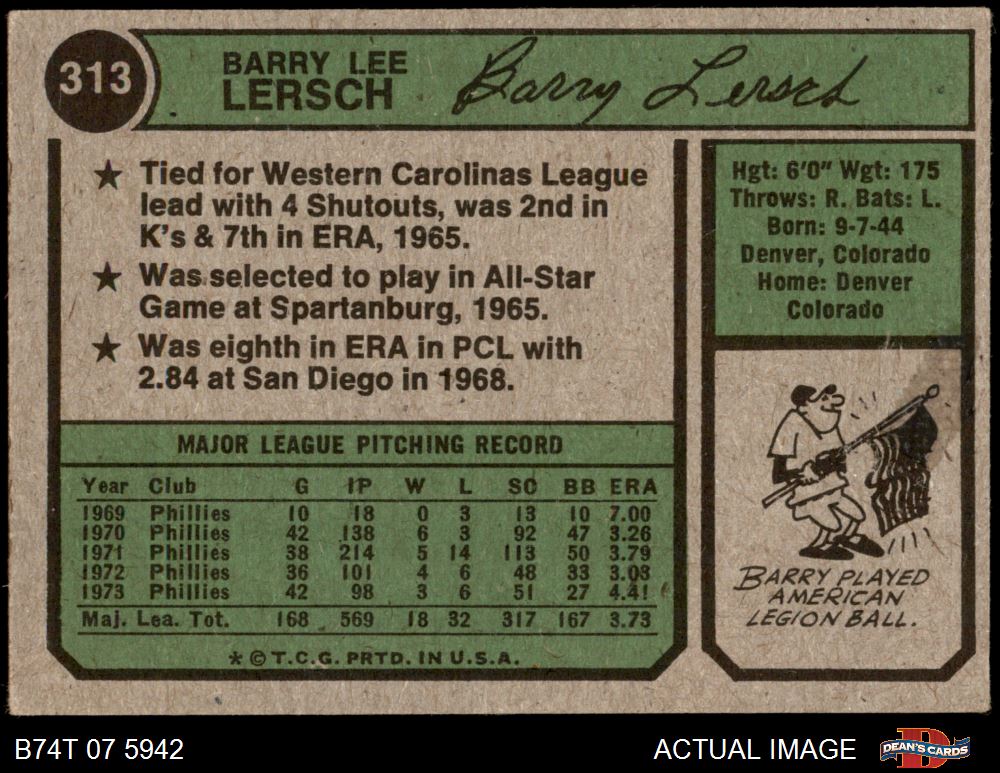 313
BARRY LEE
LERSCH
Barry Lersch
★ Tied for Western Carolinas League
lead with 4 Shutouts, was 2nd in
K's & 7th in ERA, 1965.
★ Was selected to play in All-Star
Game at Spartanburg, 1965.
★ Was eighth in ERA in PCL with
2.84 at San Diego in 1968.
Hgt: 6'0" Wgt: 175
Throws: R. Bats: L.
Born: 9-7-44
Denver, Colorado
Home: Denver
Colorado
MAJOR LEAGUE PITCHING RECORD
Year Club G IP W L SO BB ERA
1969 Phillies 10 18 0 3 13 10 7.00
1970 Phillies 42 138 6 3 92 47 3.26
1971 Phillies 38 214 5 14 113 50 3.79
1972 Phillies 36 101 4 6 48 33 3.03
1973 Phillies 42 98 3 6 51 27 4.41
Maj. Lea. Tot. 168 569 18 32 317 167 3.73
* © T.C.G. PRTD. IN U.S.A.
BARRY PLAYED
AMERICAN
LEGION BALL.
B74T 07 5942
ACTUAL IMAGE
DEAN'S CARDS